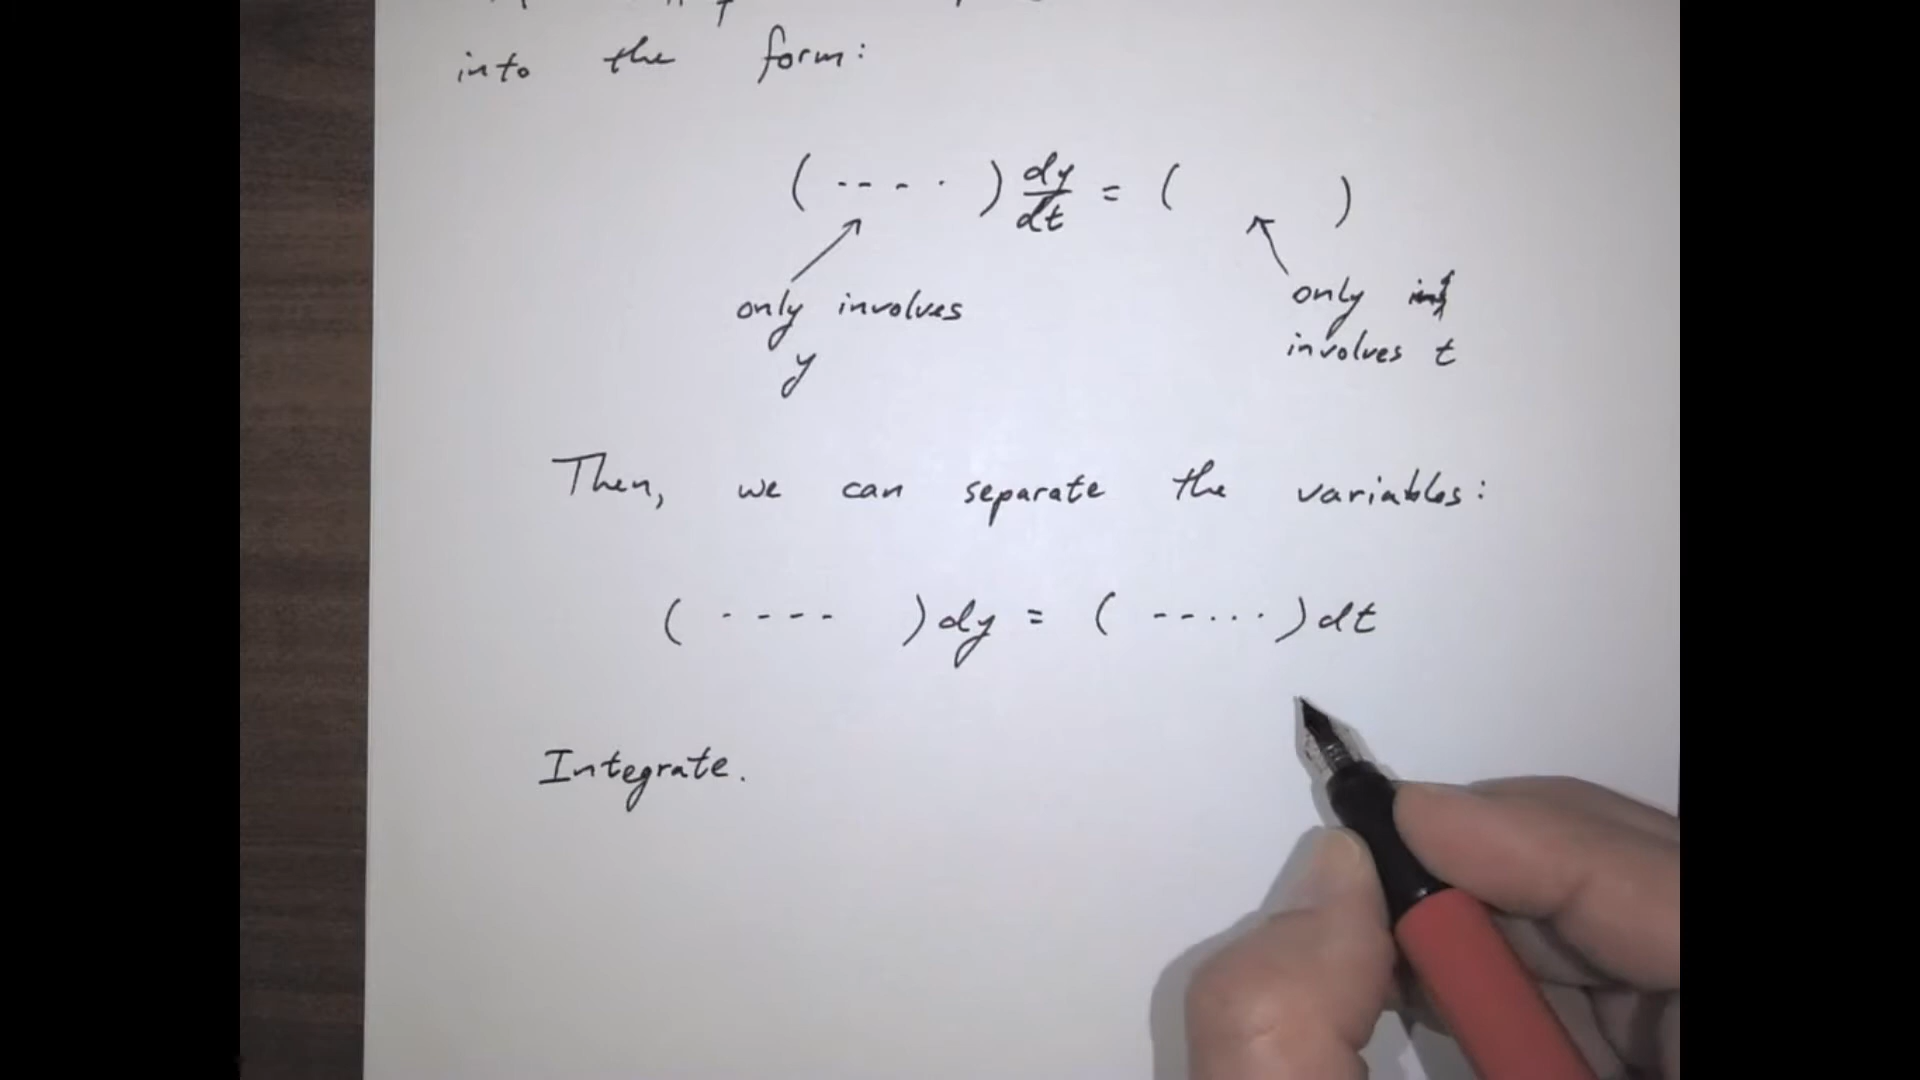 into the form:
( ---- · ) dy/dt = ( )
only involves
y
only
involves t
Then, we can separate the variables:
( · - - - - ) dy = ( - - · · · · ) dt
Integrate.